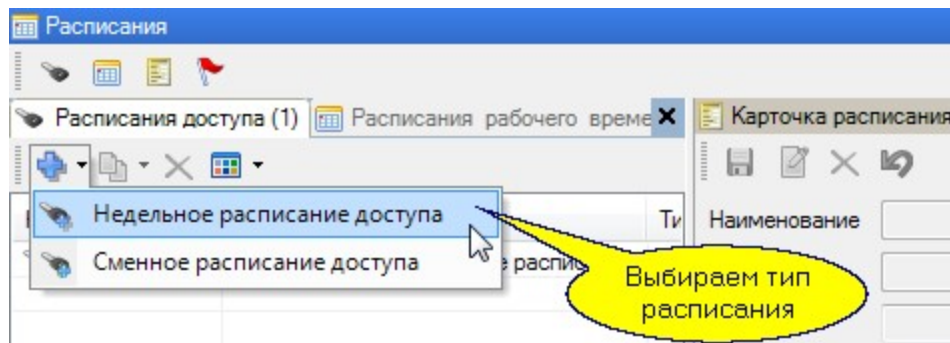 Расписания
Расписания доступа (1) Расписания рабочего време
Карточка расписания
Недельное расписание доступа
Сменное расписание доступа
Наименование
Выбираем тип
расписания